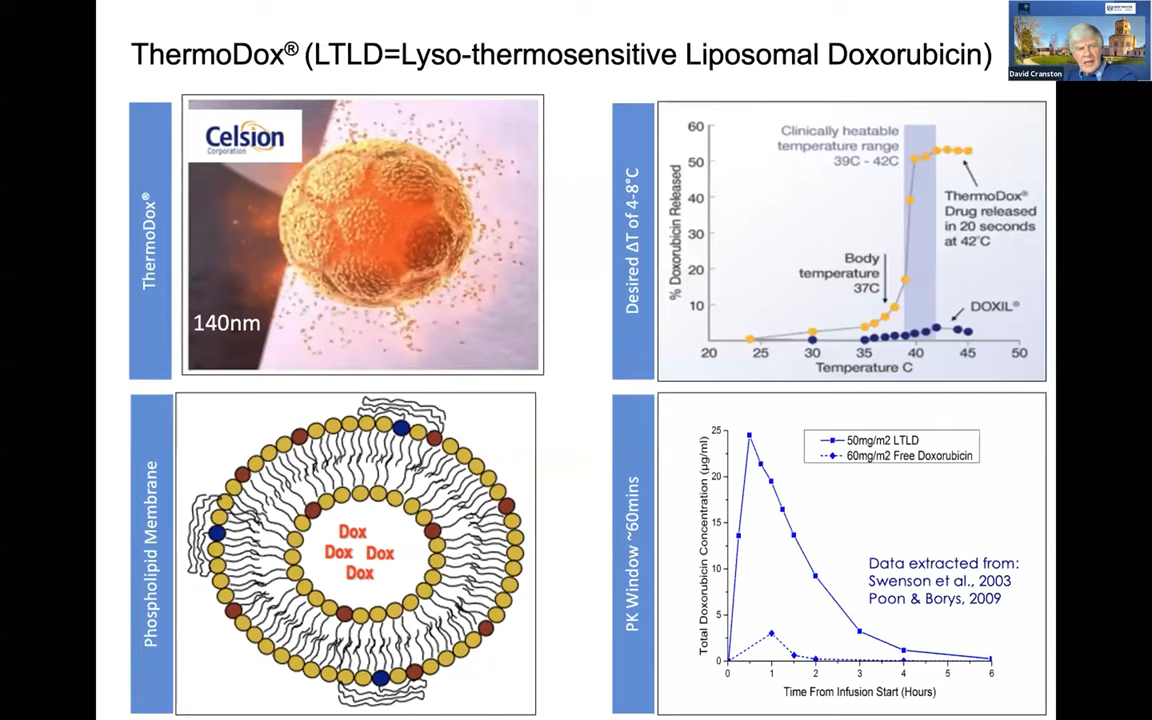 ThermoDox® (LTLD=Lyso-thermosensitive Liposomal Doxorubicin)
David Cranston
ThermoDox®
Celsion
Corporation
140nm
Desired ΔT of 4-8°C
% Doxorubicin Released
60
50
40
30
20
10
Clinically heatable
temperature range
39C - 42C
Body
temperature
37C
ThermoDox®
Drug released
in 20 seconds
at 42°C
DOXIL®
20 25 30 35 40 45 50
Temperature C
Phospholipid Membrane
Dox
Dox Dox
Dox
PK Window ~60mins
Total Doxorubicin Concentration (µg/ml)
25
20
15
10
5
0
50mg/m2 LTLD
60mg/m2 Free Doxorubicin
Data extracted from:
Swenson et al., 2003
Poon & Borys, 2009
0 1 2 3 4 5 6
Time From Infusion Start (Hours)